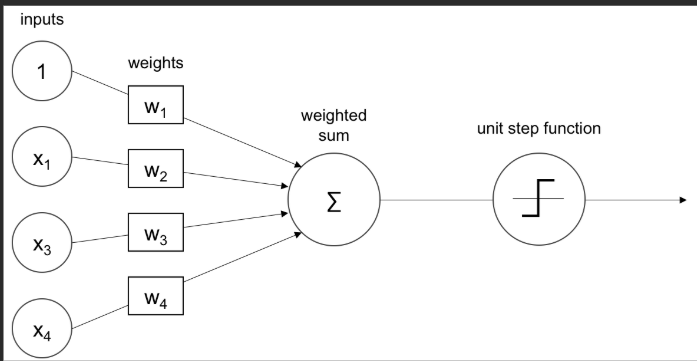 inputs
1
weights
w₁
x₁
w₂
x₃
w₃
x₄
w₄
weighted
sum
Σ
unit step function